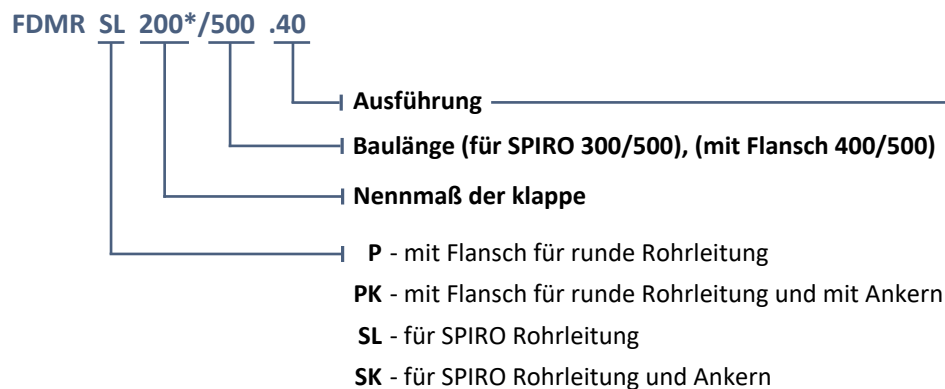 FDMR SL 200*/500 .40
Ausführung
Baulänge (für SPIRO 300/500), (mit Flansch 400/500)
Nennmaß der klappe
P - mit Flansch für runde Rohrleitung
PK - mit Flansch für runde Rohrleitung und mit Ankern
SL - für SPIRO Rohrleitung
SK - für SPIRO Rohrleitung und Ankern